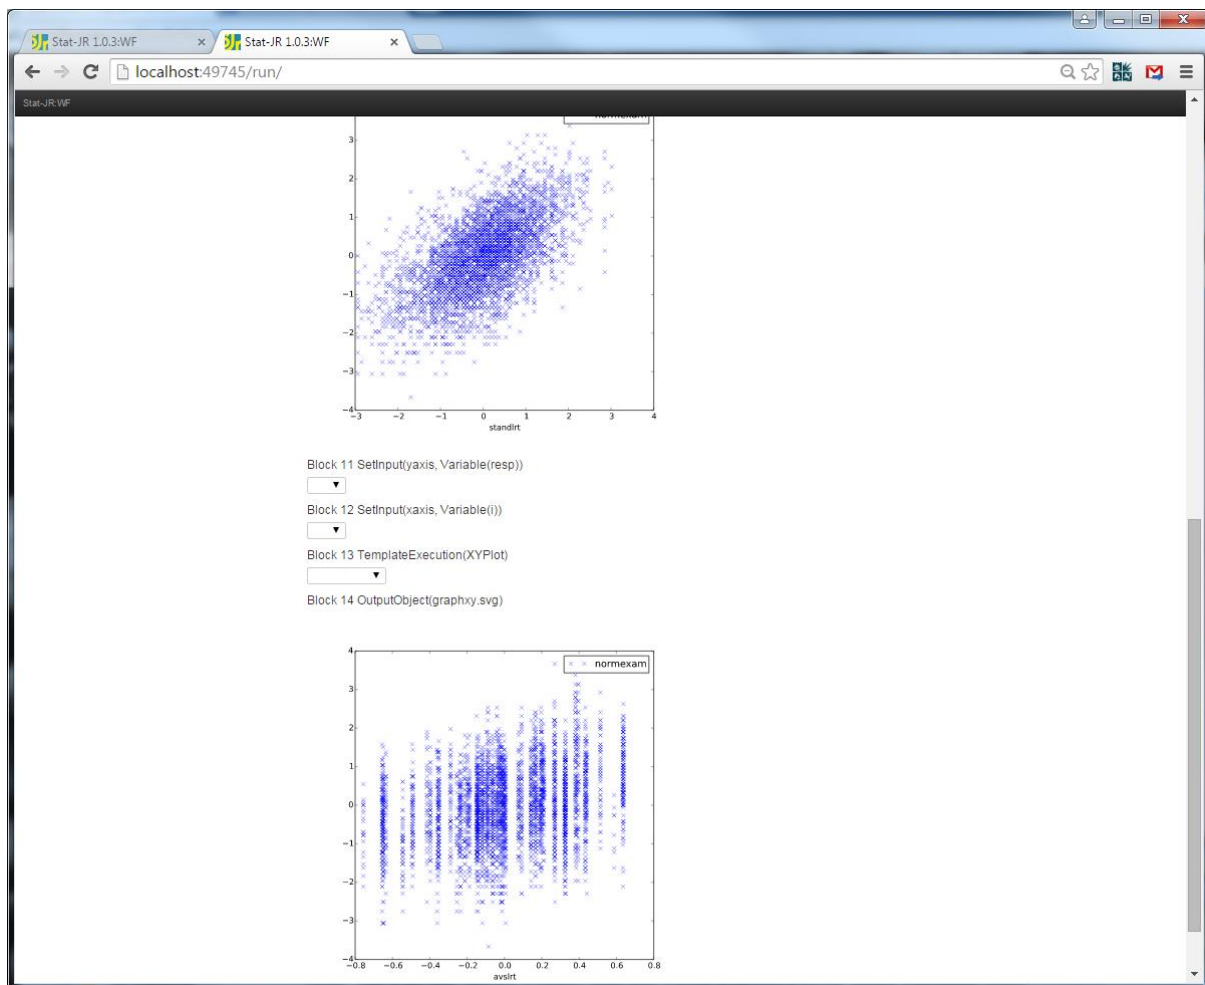 Stat-JR 1.0.3:WF
Stat-JR 1.0.3:WF
localhost:49745/run/
Stat-JR:WF
normexam
3
2
1
0
−1
−2
−3
−4
−3 −2 −1 0 1 2 3 4
standlrt
Block 11 SetInput(yaxis, Variable(resp))
Block 12 SetInput(xaxis, Variable(i))
Block 13 TemplateExecution(XYPlot)
Block 14 OutputObject(graphxy.svg)
4
normexam
3
2
1
0
−1
−2
−3
−4
−0.8 −0.6 −0.4 −0.2 0.0 0.2 0.4 0.6 0.8
avslrt